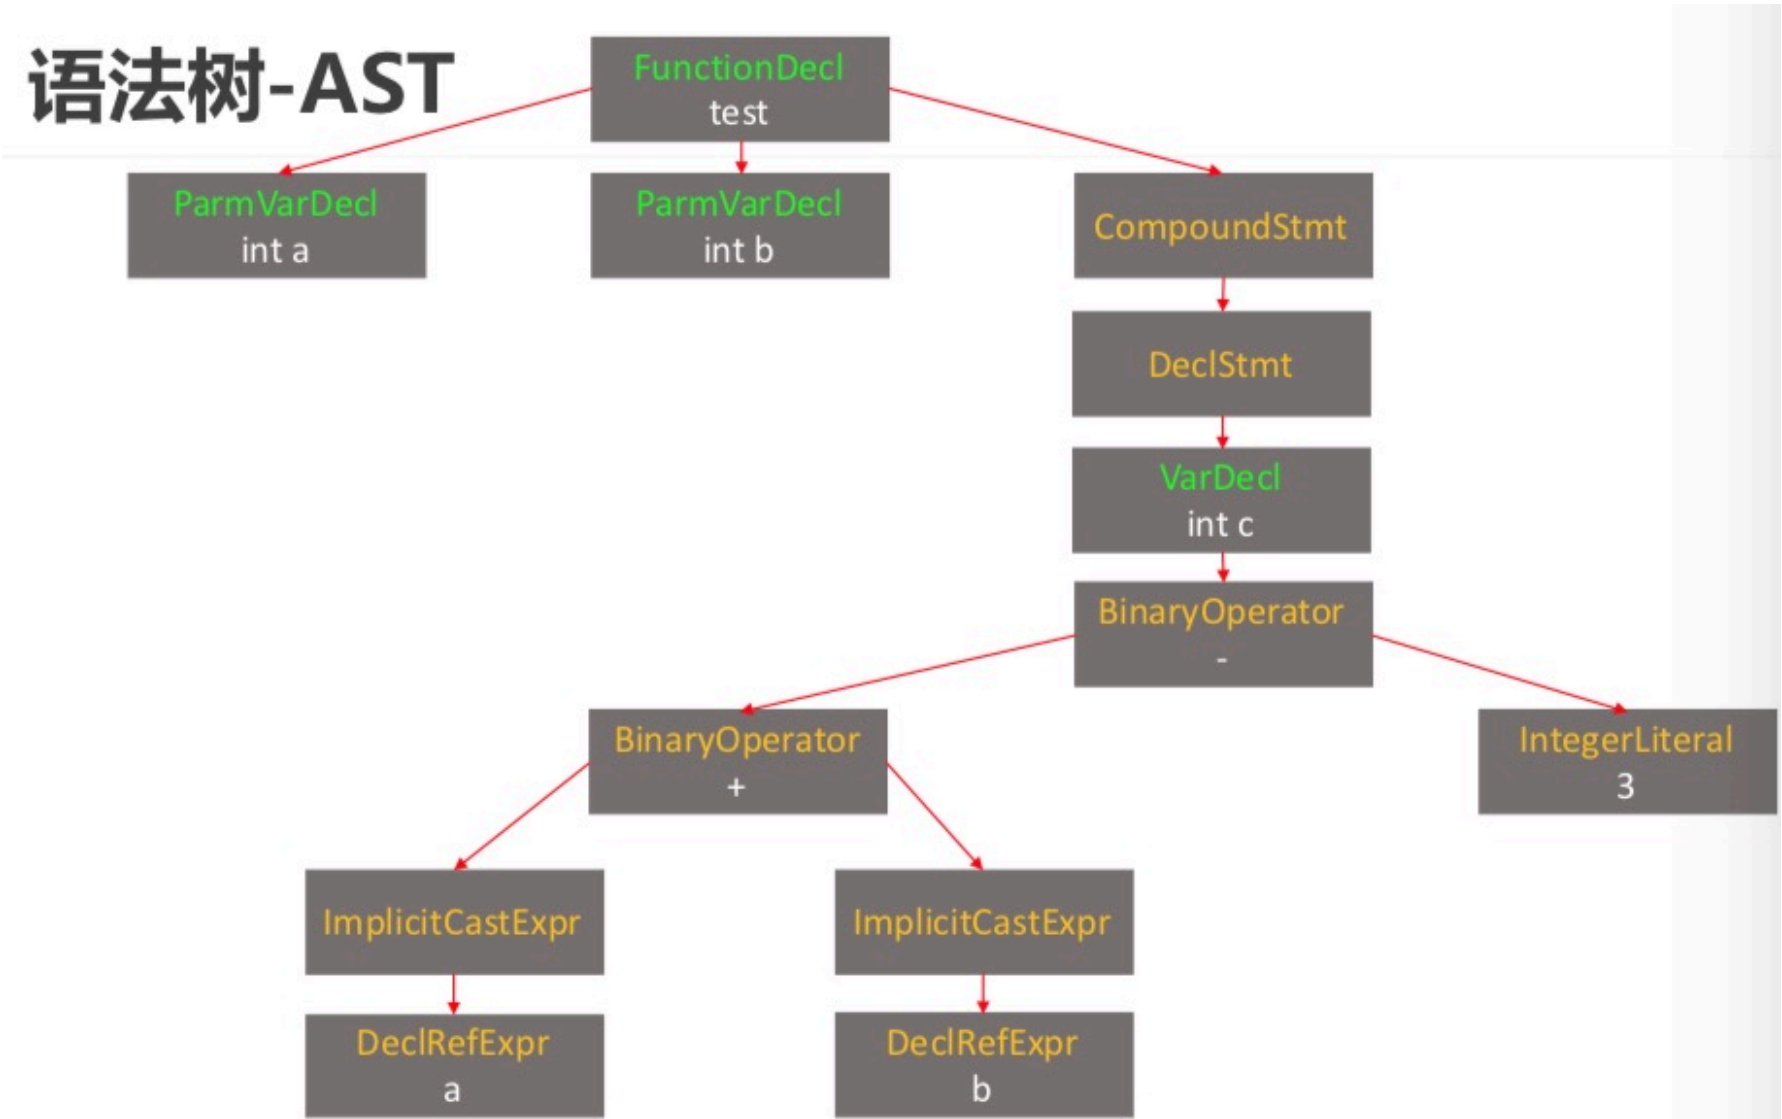 语法树-AST
FunctionDecl
test
ParmVarDecl
int a
ParmVarDecl
int b
CompoundStmt
DeclStmt
VarDecl
int c
BinaryOperator
-
BinaryOperator
+
IntegerLiteral
3
ImplicitCastExpr
ImplicitCastExpr
DeclRefExpr
a
DeclRefExpr
b